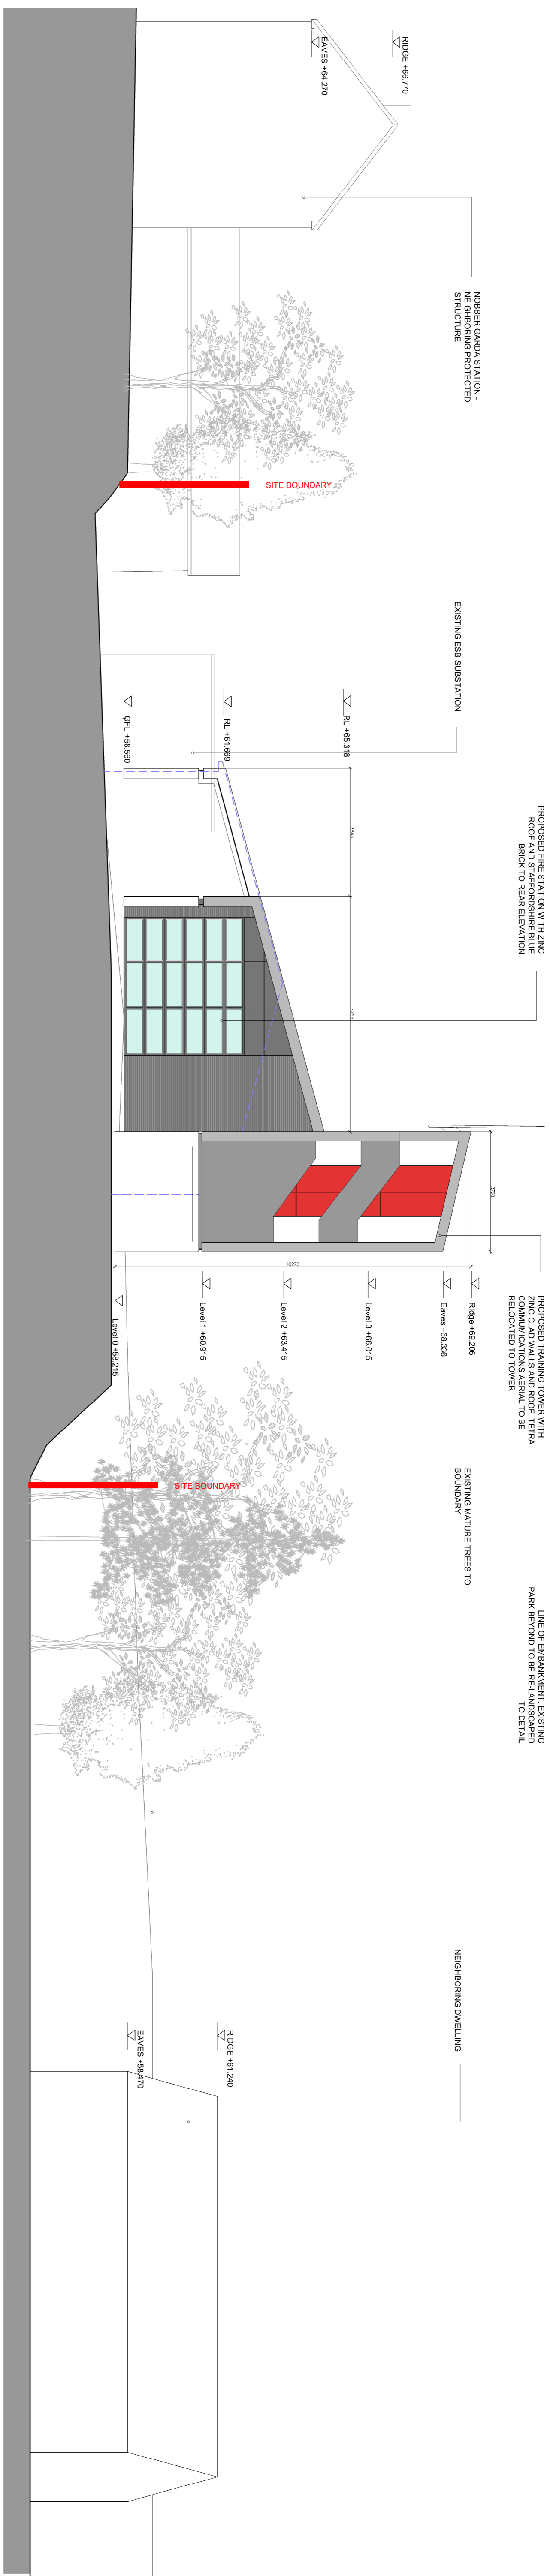 RIDGE +66.770
EAVES +64.270
NOBBER GARDA STATION -
NEIGHBORING PROTECTED
STRUCTURE
SITE BOUNDARY
EXISTING ESB SUBSTATION
RL +65.318
RL +61.669
GFL +58.560
3945
7255
PROPOSED FIRE STATION WITH ZINC
ROOF AND STAFFORDSHIRE BLUE
BRICK TO REAR ELEVATION
3720
10975
PROPOSED TRAINING TOWER WITH
ZINC CLAD WALLS AND ROOF. TETRA
COMMUMICATIONS AERIAL TO BE
RELOCATED TO TOWER
Ridge +69.206
Eaves +68.336
Level 3 +66.015
Level 2 +63.415
Level 1 +60.915
Level 0 +58.215
EXISTING MATURE TREES TO
BOUNDARY
SITE BOUNDARY
LINE OF EMBANKMENT. EXISTING
PARK BEYOND TO BE RE-LANDSCAPED
TO DETAIL
NEIGHBORING DWELLING
RIDGE +61.240
EAVES +58.470